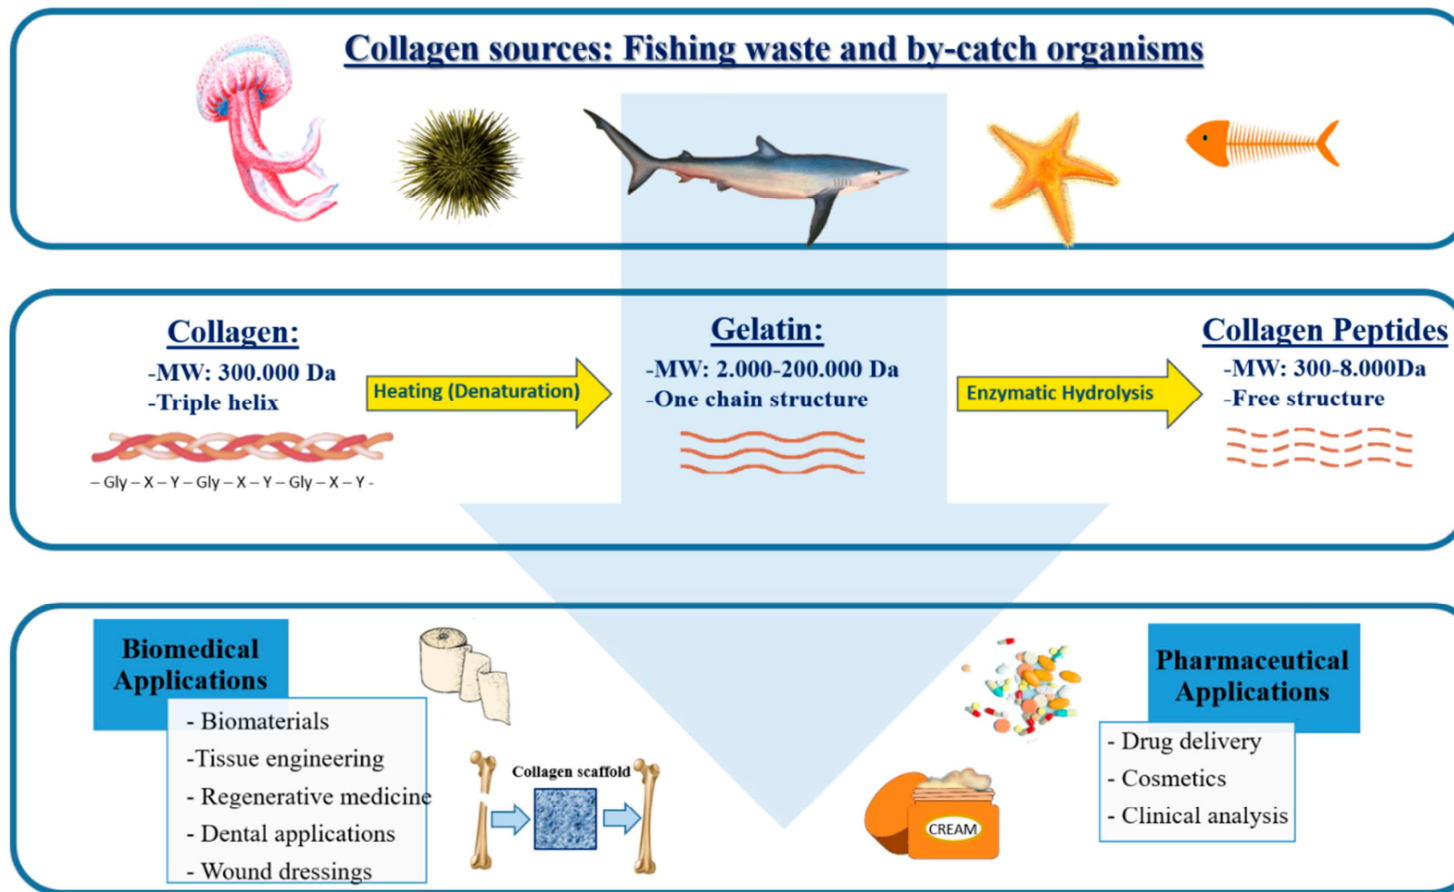 Collagen sources: Fishing waste and by-catch organisms
Collagen:
-MW: 300.000 Da
-Triple helix
– Gly – X – Y – Gly – X – Y – Gly – X – Y -
Heating (Denaturation)
Gelatin:
-MW: 2.000-200.000 Da
-One chain structure
Enzymatic Hydrolysis
Collagen Peptides
-MW: 300-8.000Da
-Free structure
Biomedical
Applications
- Biomaterials
-Tissue engineering
- Regenerative medicine
- Dental applications
- Wound dressings
Collagen scaffold
CREAM
Pharmaceutical
Applications
- Drug delivery
- Cosmetics
- Clinical analysis